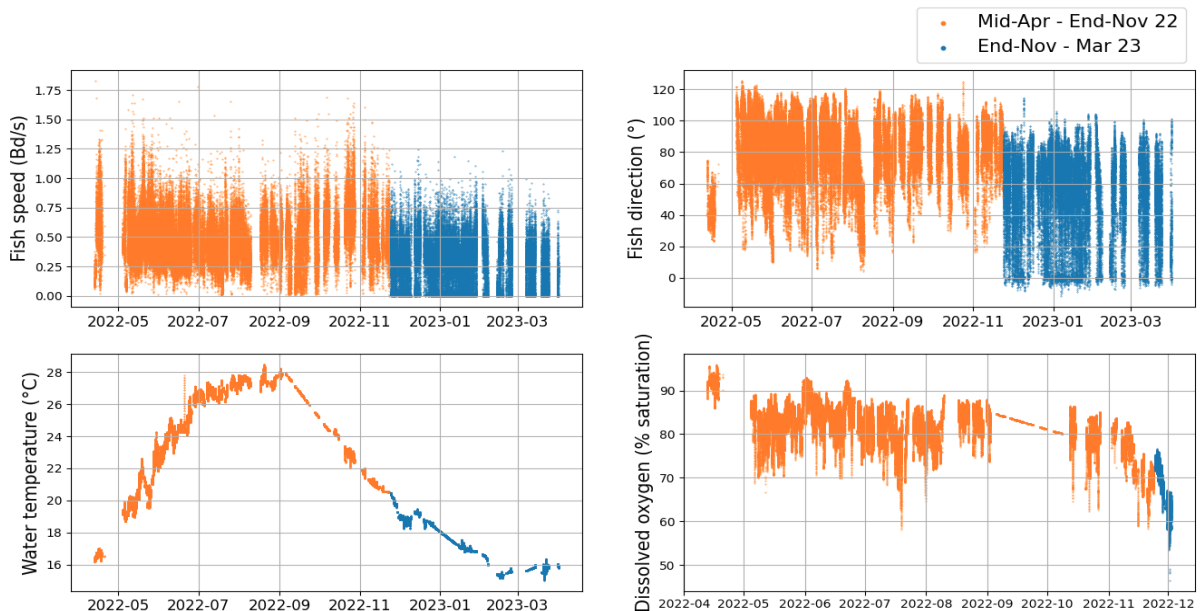 Mid-Apr - End-Nov 22
End-Nov - Mar 23
Fish speed (Bd/s)
1.75
1.50
1.25
1.00
0.75
0.50
0.25
0.00
2022-05 2022-07 2022-09 2022-11 2023-01 2023-03
Fish direction (°)
120
100
80
60
40
20
0
2022-05 2022-07 2022-09 2022-11 2023-01 2023-03
Water temperature (°C)
28
26
24
22
20
18
16
2022-05 2022-07 2022-09 2022-11 2023-01 2023-03
Dissolved oxygen (% saturation)
90
80
70
60
50
2022-04 2022-05 2022-06 2022-07 2022-08 2022-09 2022-10 2022-11 2022-12